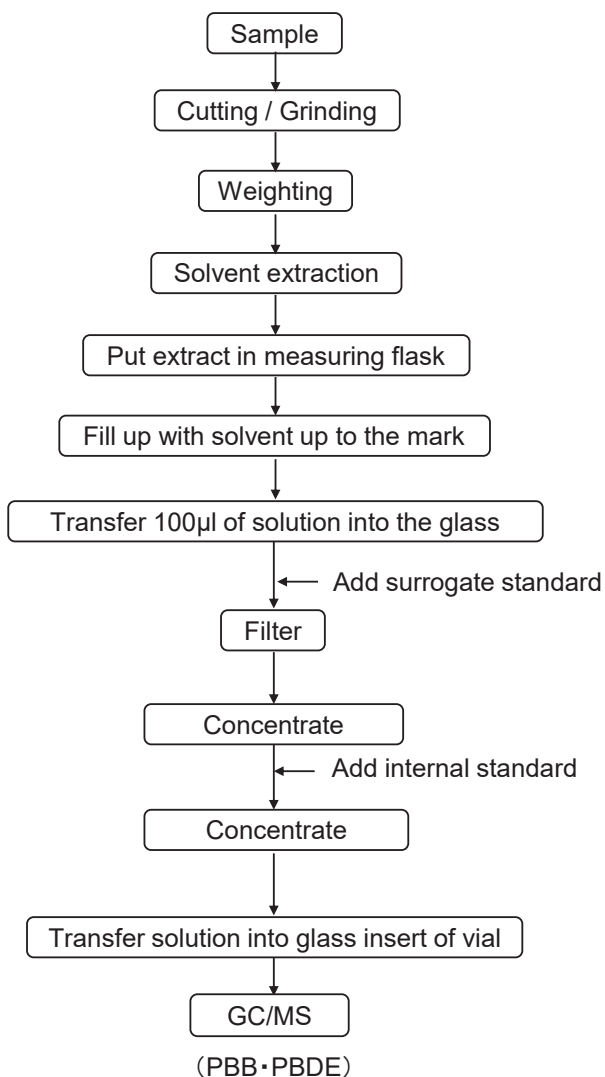 Sample
Cutting / Grinding
Weighting
Solvent extraction
Put extract in measuring flask
Fill up with solvent up to the mark
Transfer 100μl of solution into the glass
Add surrogate standard
Filter
Concentrate
Add internal standard
Concentrate
Transfer solution into glass insert of vial
GC/MS
（PBB・PBDE）